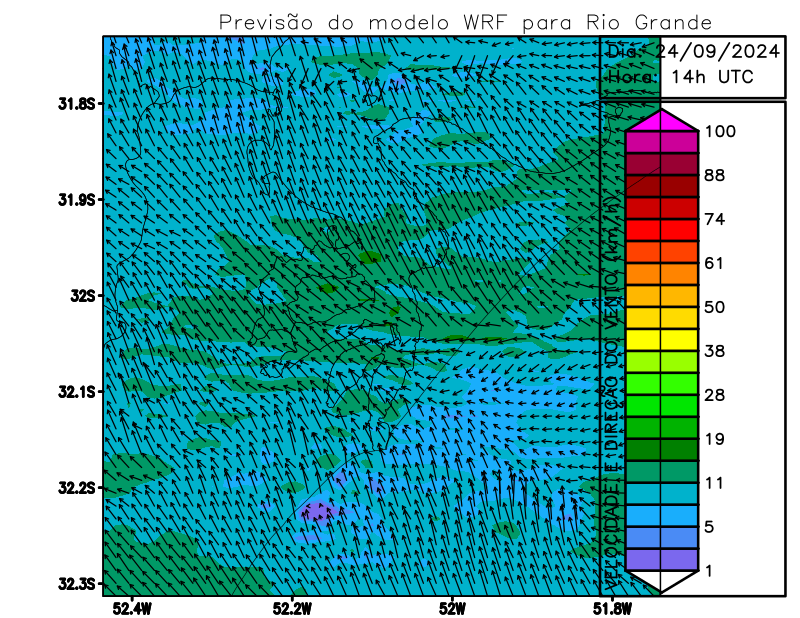 Previsão do modelo WRF para Rio Grande
Dia: 24/09/2024
Hora: 14h UTC
31.8S
31.9S
32S
32.1S
32.2S
32.3S
52.4W
52.2W
52W
51.8W
VELOCIDADE E DIREÇÃO DO VENTO (km/h)
100
88
74
61
50
38
28
19
11
5
1